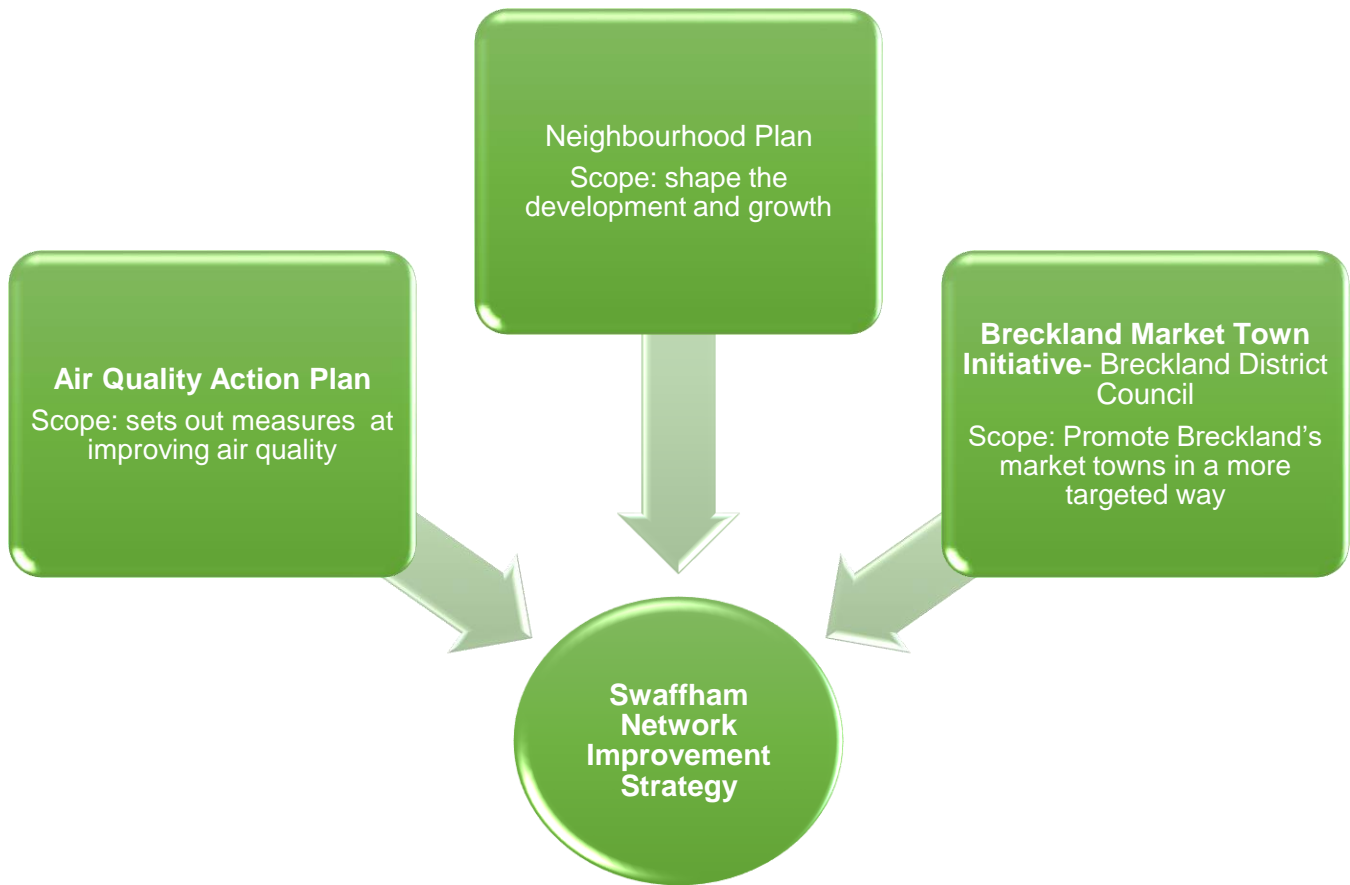 Neighbourhood Plan
Scope: shape the
development and growth
Air Quality Action Plan
Scope: sets out measures at
improving air quality
Breckland Market Town
Initiative- Breckland District
Council
Scope: Promote Breckland’s
market towns in a more
targeted way
Swaffham
Network
Improvement
Strategy